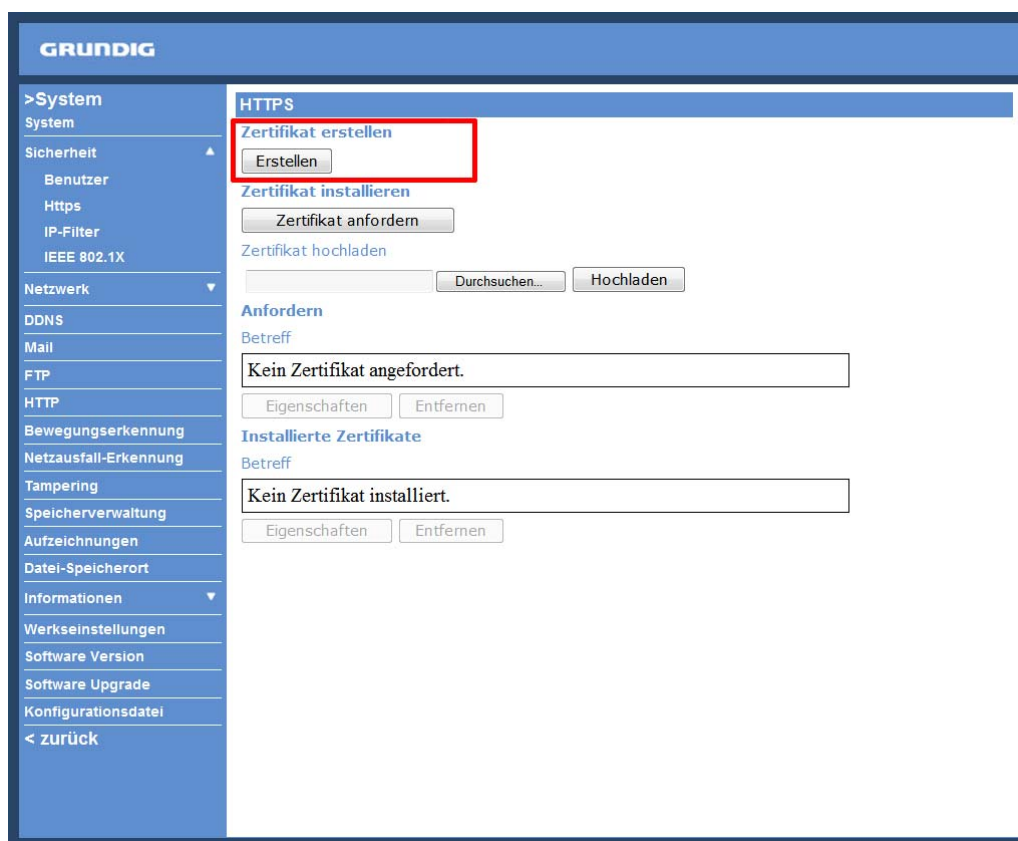 GRUNDIG
>System
System
Sicherheit
Benutzer
Https
IP-Filter
IEEE 802.1X
Netzwerk
DDNS
Mail
FTP
HTTP
Bewegungserkennung
Netzausfall-Erkennung
Tampering
Speicherverwaltung
Aufzeichnungen
Datei-Speicherort
Informationen
Werkseinstellungen
Software Version
Software Upgrade
Konfigurationsdatei
< zurück
HTTPS
Zertifikat erstellen
Erstellen
Zertifikat installieren
Zertifikat anfordern
Zertifikat hochladen
Durchsuchen... Hochladen
Anfordern
Betreff
Kein Zertifikat angefordert.
Eigenschaften Entfernen
Installierte Zertifikate
Betreff
Kein Zertifikat installiert.
Eigenschaften Entfernen